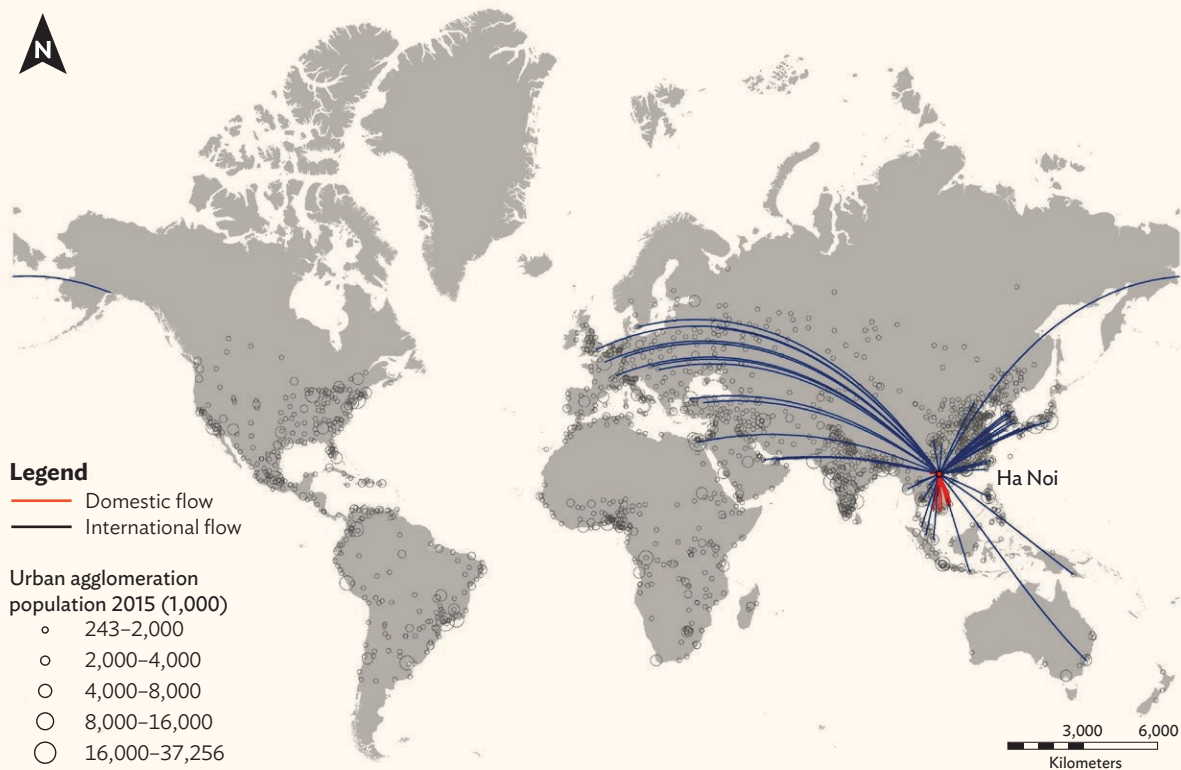 N
Ha Noi
Legend
Domestic flow
International flow
Urban agglomeration
population 2015 (1,000)
243–2,000
2,000–4,000
4,000–8,000
8,000–16,000
16,000–37,256
3,000 6,000
Kilometers